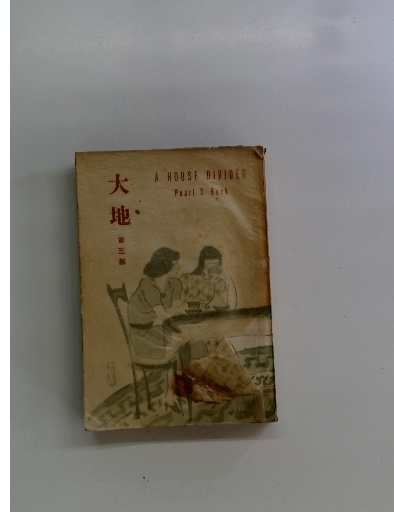 A HOUSE DIVIDED
Pearl S. Buck
大地
第三部